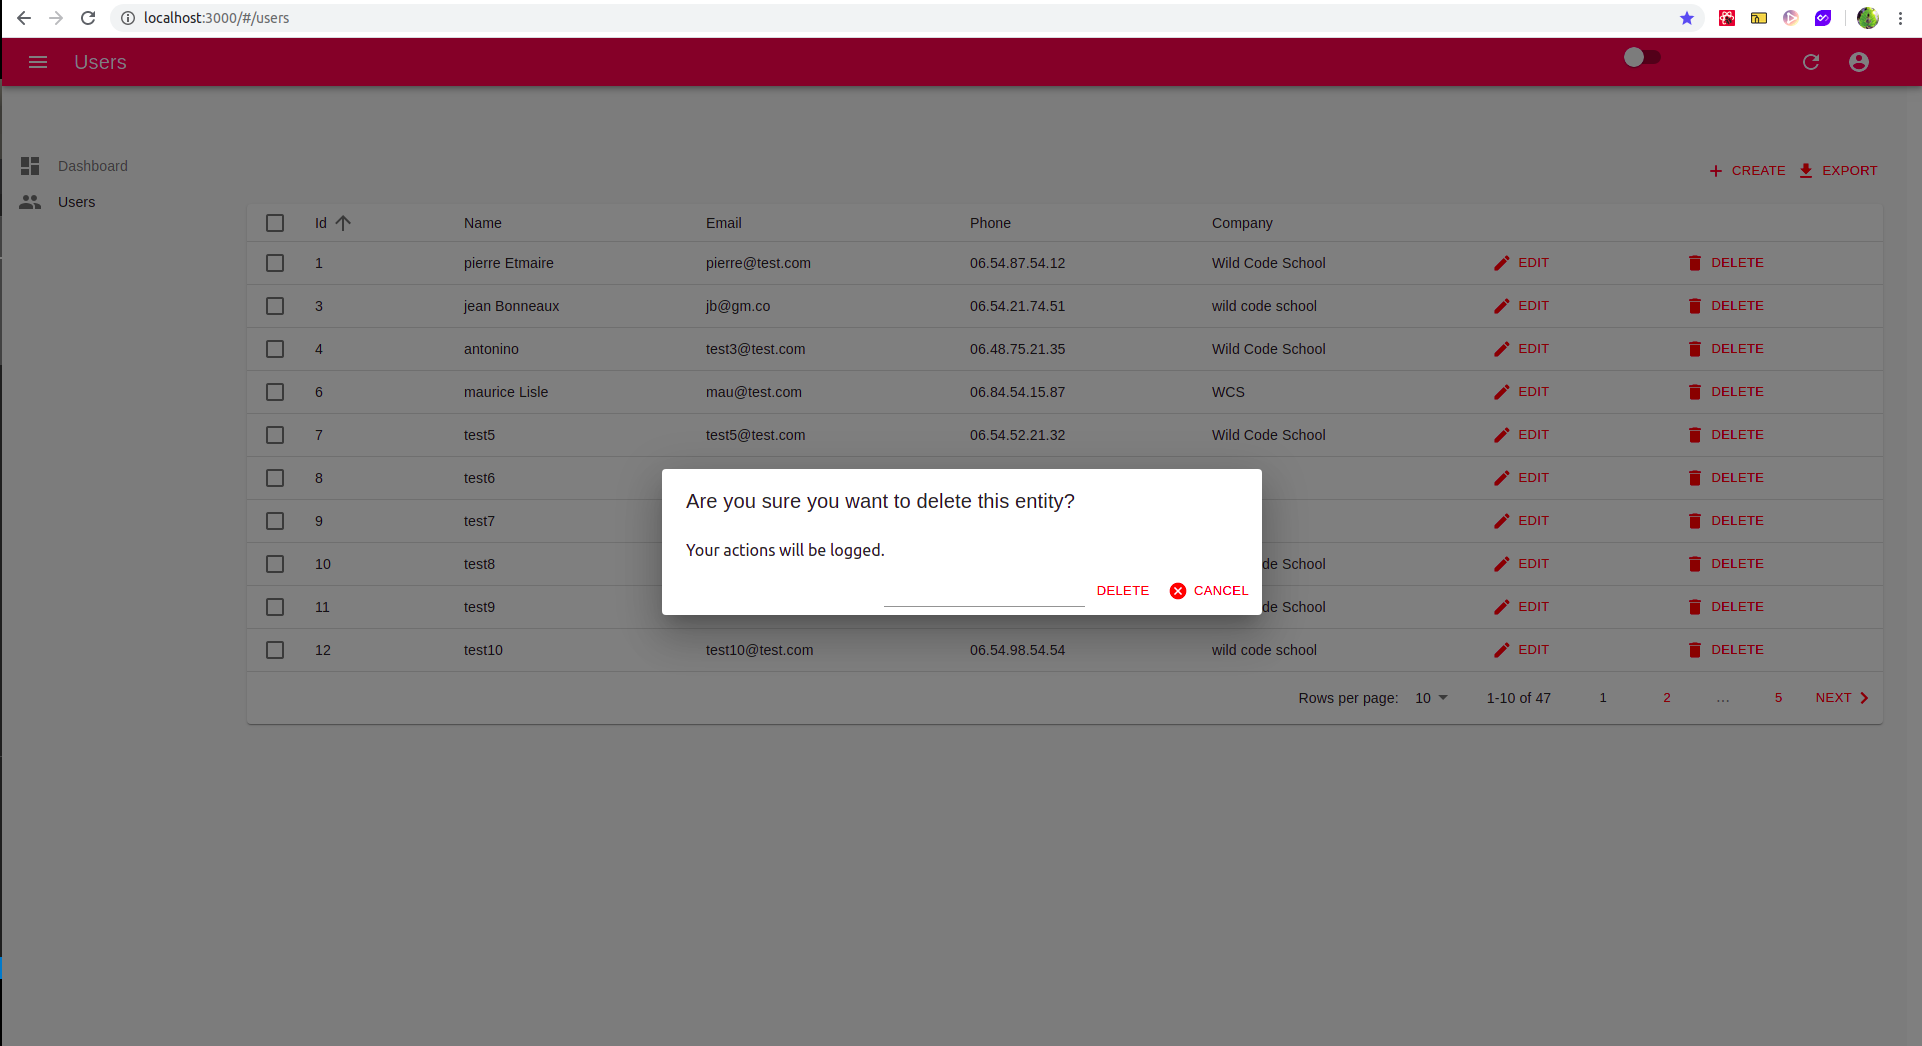 localhost:3000/#/users
Users
Dashboard
Users
CREATE EXPORT
Id Name Email Phone Company
1 pierre Etmaire pierre@test.com 06.54.87.54.12 Wild Code School EDIT DELETE
3 jean Bonneaux jb@gm.co 06.54.21.74.51 wild code school EDIT DELETE
4 antonino test3@test.com 06.48.75.21.35 Wild Code School EDIT DELETE
6 maurice Lisle mau@test.com 06.84.54.15.87 WCS EDIT DELETE
7 test5 test5@test.com 06.54.52.21.32 Wild Code School EDIT DELETE
8 test6 EDIT DELETE
9 test7 EDIT DELETE
10 test8 de School EDIT DELETE
11 test9 de School EDIT DELETE
12 test10 test10@test.com 06.54.98.54.54 wild code school EDIT DELETE
Are you sure you want to delete this entity?
Your actions will be logged.
DELETE CANCEL
Rows per page: 10 1-10 of 47 1 2 ... 5 NEXT